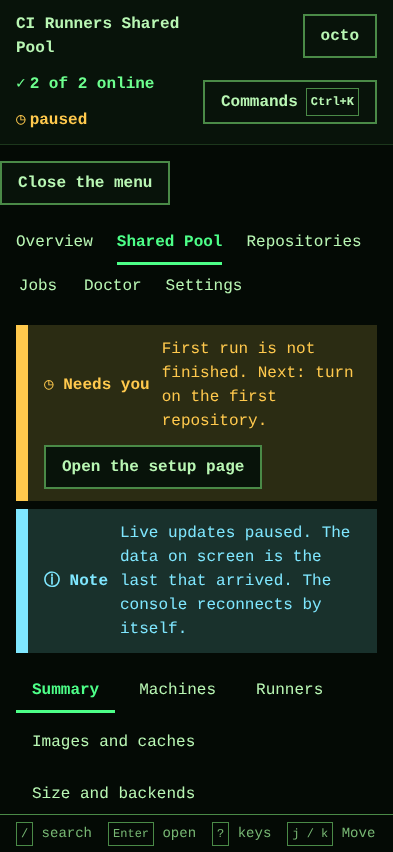 CI Runners Shared
Pool
octo
✓ 2 of 2 online
Commands Ctrl+K
◷ paused
Close the menu
Overview Shared Pool Repositories
Jobs Doctor Settings
◷ Needs you
First run is not
finished. Next: turn
on the first
repository.
Open the setup page
ⓘ Note
Live updates paused. The
data on screen is the
last that arrived. The
console reconnects by
itself.
Summary Machines Runners
Images and caches
Size and backends
/ search Enter open ? keys j / k Move